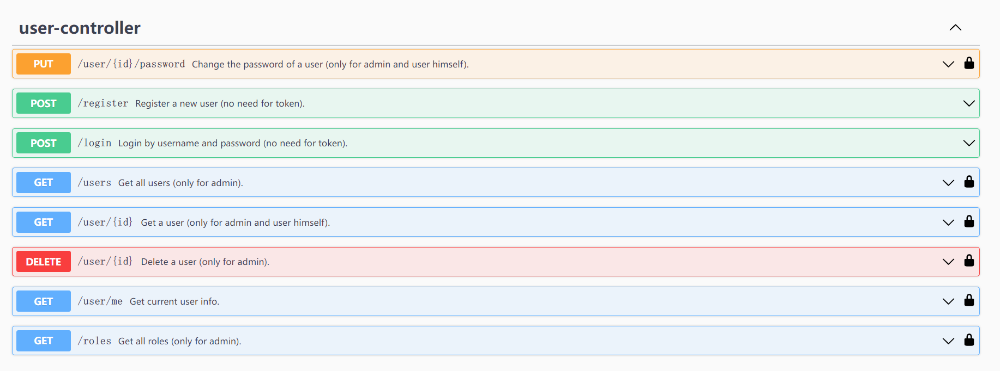 user-controller
PUT /user/{id}/password Change the password of a user (only for admin and user himself).
POST /register Register a new user (no need for token).
POST /login Login by username and password (no need for token).
GET /users Get all users (only for admin).
GET /user/{id} Get a user (only for admin and user himself).
DELETE /user/{id} Delete a user (only for admin).
GET /user/me Get current user info.
GET /roles Get all roles (only for admin).